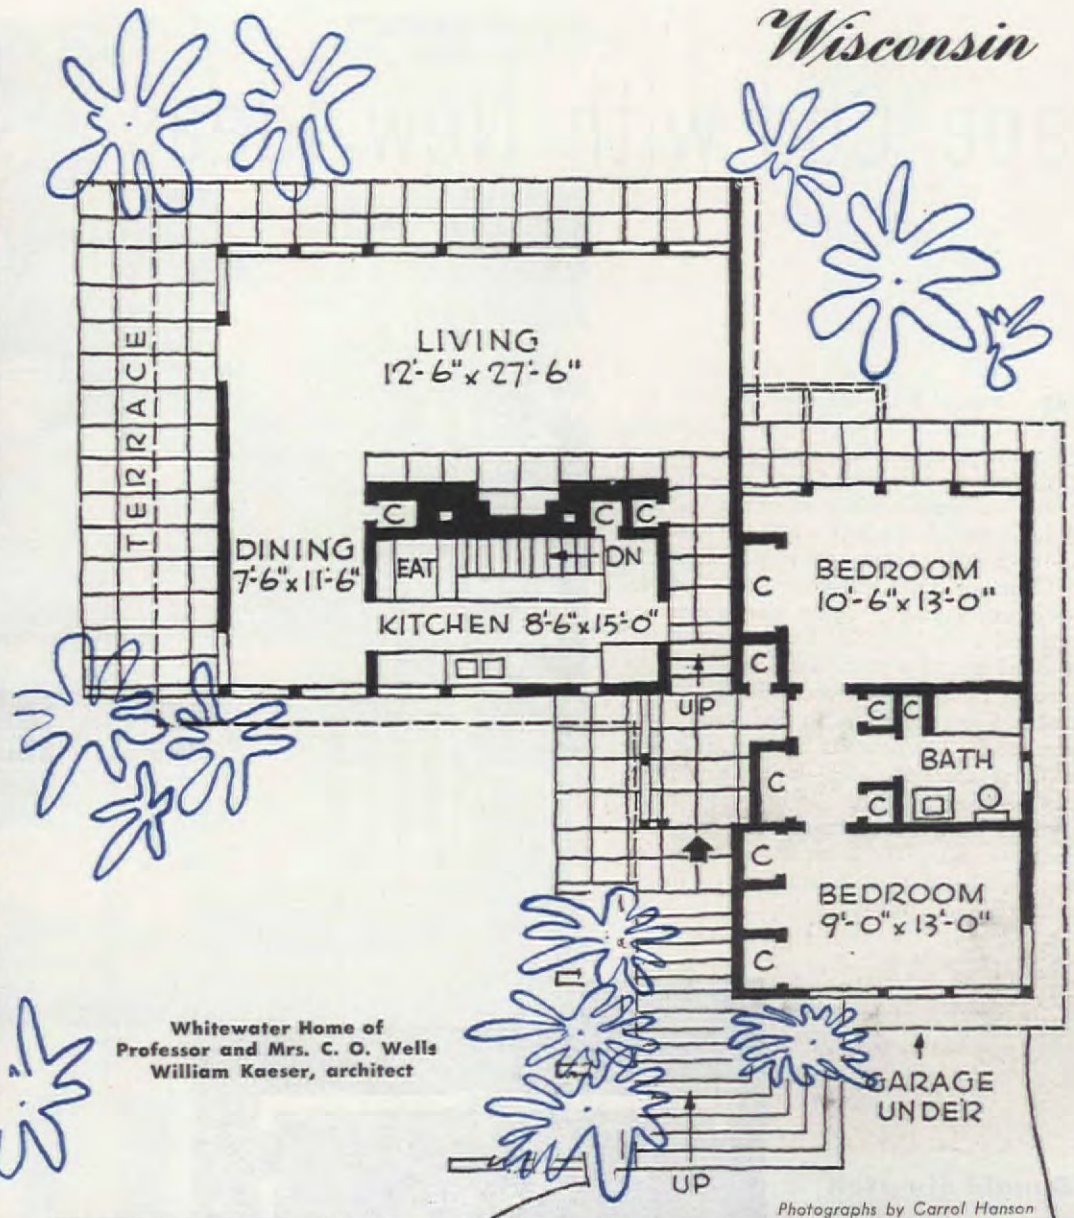 Wisconsin
TERRACE
LIVING
12'-6" x 27'-6"
C
C
C
DINING
7'-6" x 11'-6"
EAT
DN
KITCHEN 8'-6" x 15'-0"
UP
C
C
BEDROOM
10'-6" x 13'-0"
C
C
BATH
C
C
C
BEDROOM
9'-0" x 13'-0"
C
Whitewater Home of
Professor and Mrs. C. O. Wells
William Kaeser, architect
GARAGE
UNDER
UP
Photographs by Carrol Hanson